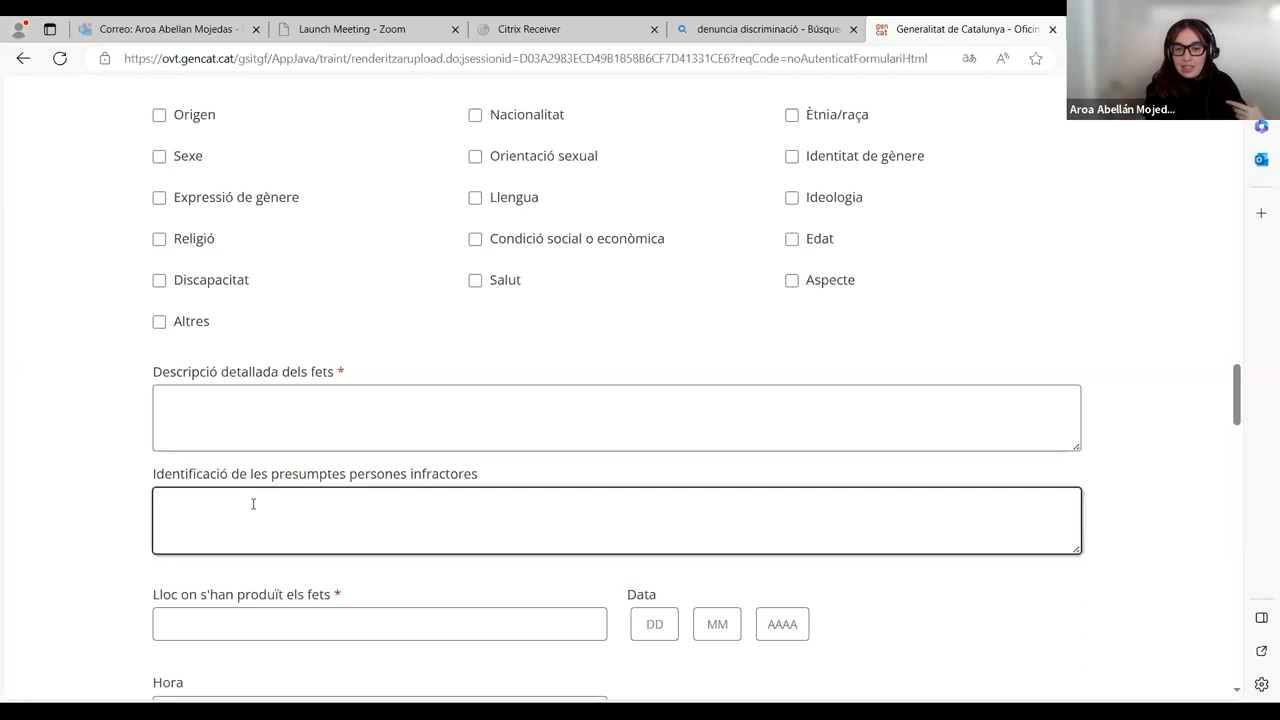 Correo: Aroa Abellan Mojedas -
Launch Meeting - Zoom
Citrix Receiver
denuncia discriminació - Búsque
Generalitat de Catalunya - Oficin
https://ovt.gencat.cat/gsitgf/AppJava/traint/renderitzarupload.do;jsessionid=D03A2983ECD49B1858B6CF7D41331CE6?reqCode=noAutenticatFormulariHtml
Aroa Abellán Mojed...
Origen
Nacionalitat
Ètnia/raça
Sexe
Orientació sexual
Identitat de gènere
Expressió de gènere
Llengua
Ideologia
Religió
Condició social o econòmica
Edat
Discapacitat
Salut
Aspecte
Altres
Descripció detallada dels fets *
Identificació de les presumptes persones infractores
Lloc on s'han produït els fets *
Data
DD
MM
AAAA
Hora